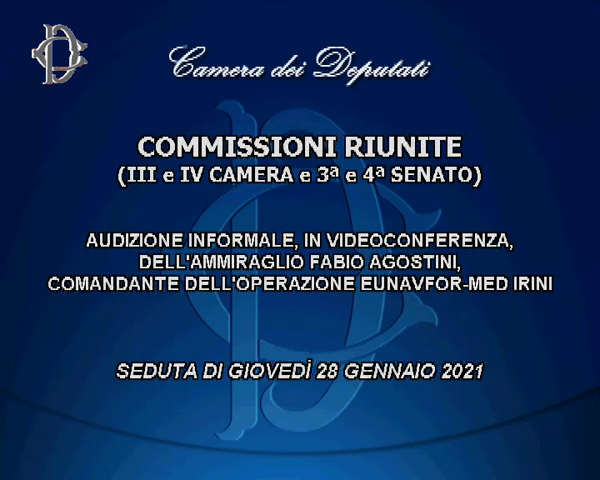 Camera dei Deputati
COMMISSIONI RIUNITE
(III e IV CAMERA e 3ª e 4ª SENATO)
AUDIZIONE INFORMALE, IN VIDEOCONFERENZA,
DELL'AMMIRAGLIO FABIO AGOSTINI,
COMANDANTE DELL'OPERAZIONE EUNAVFOR-MED IRINI
SEDUTA DI GIOVEDÌ 28 GENNAIO 2021